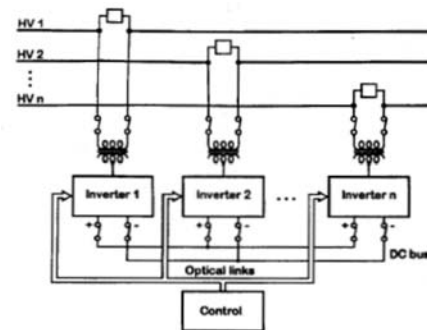 HV 1
HV 2
HV n
Inverter 1 Inverter 2 ... Inverter n
+ - + - + -
DC bus
Optical links
Control